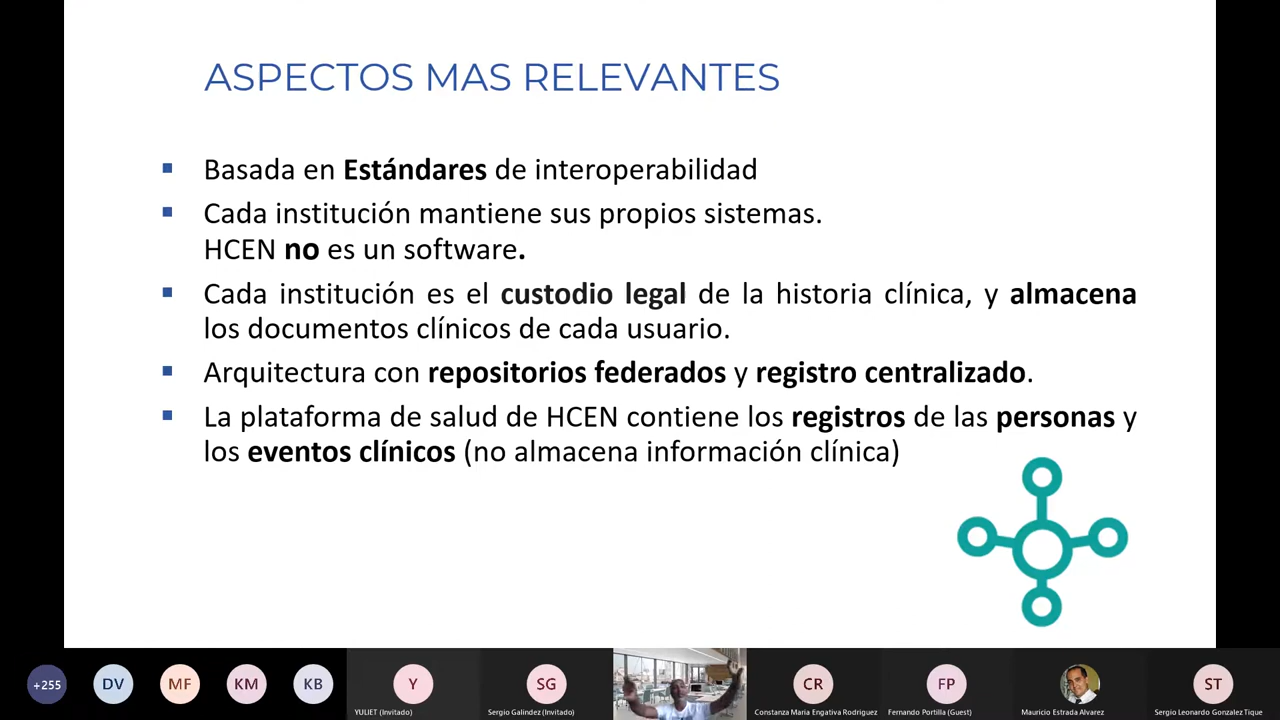 ASPECTOS MAS RELEVANTES
Basada en Estándares de interoperabilidad
Cada institución mantiene sus propios sistemas.
HCEN no es un software.
Cada institución es el custodio legal de la historia clínica, y almacena
los documentos clínicos de cada usuario.
Arquitectura con repositorios federados y registro centralizado.
La plataforma de salud de HCEN contiene los registros de las personas y
los eventos clínicos (no almacena información clínica)
+255
DV
MF
KM
KB
Y
SG
CR
FP
ST
YULIET (Invitado)
Sergio Galindez (Invitado)
Constanza Maria Engativa Rodriguez
Fernando Portilla (Guest)
Mauricio Estrada Alvarez
Sergio Leonardo Gonzalez Tique